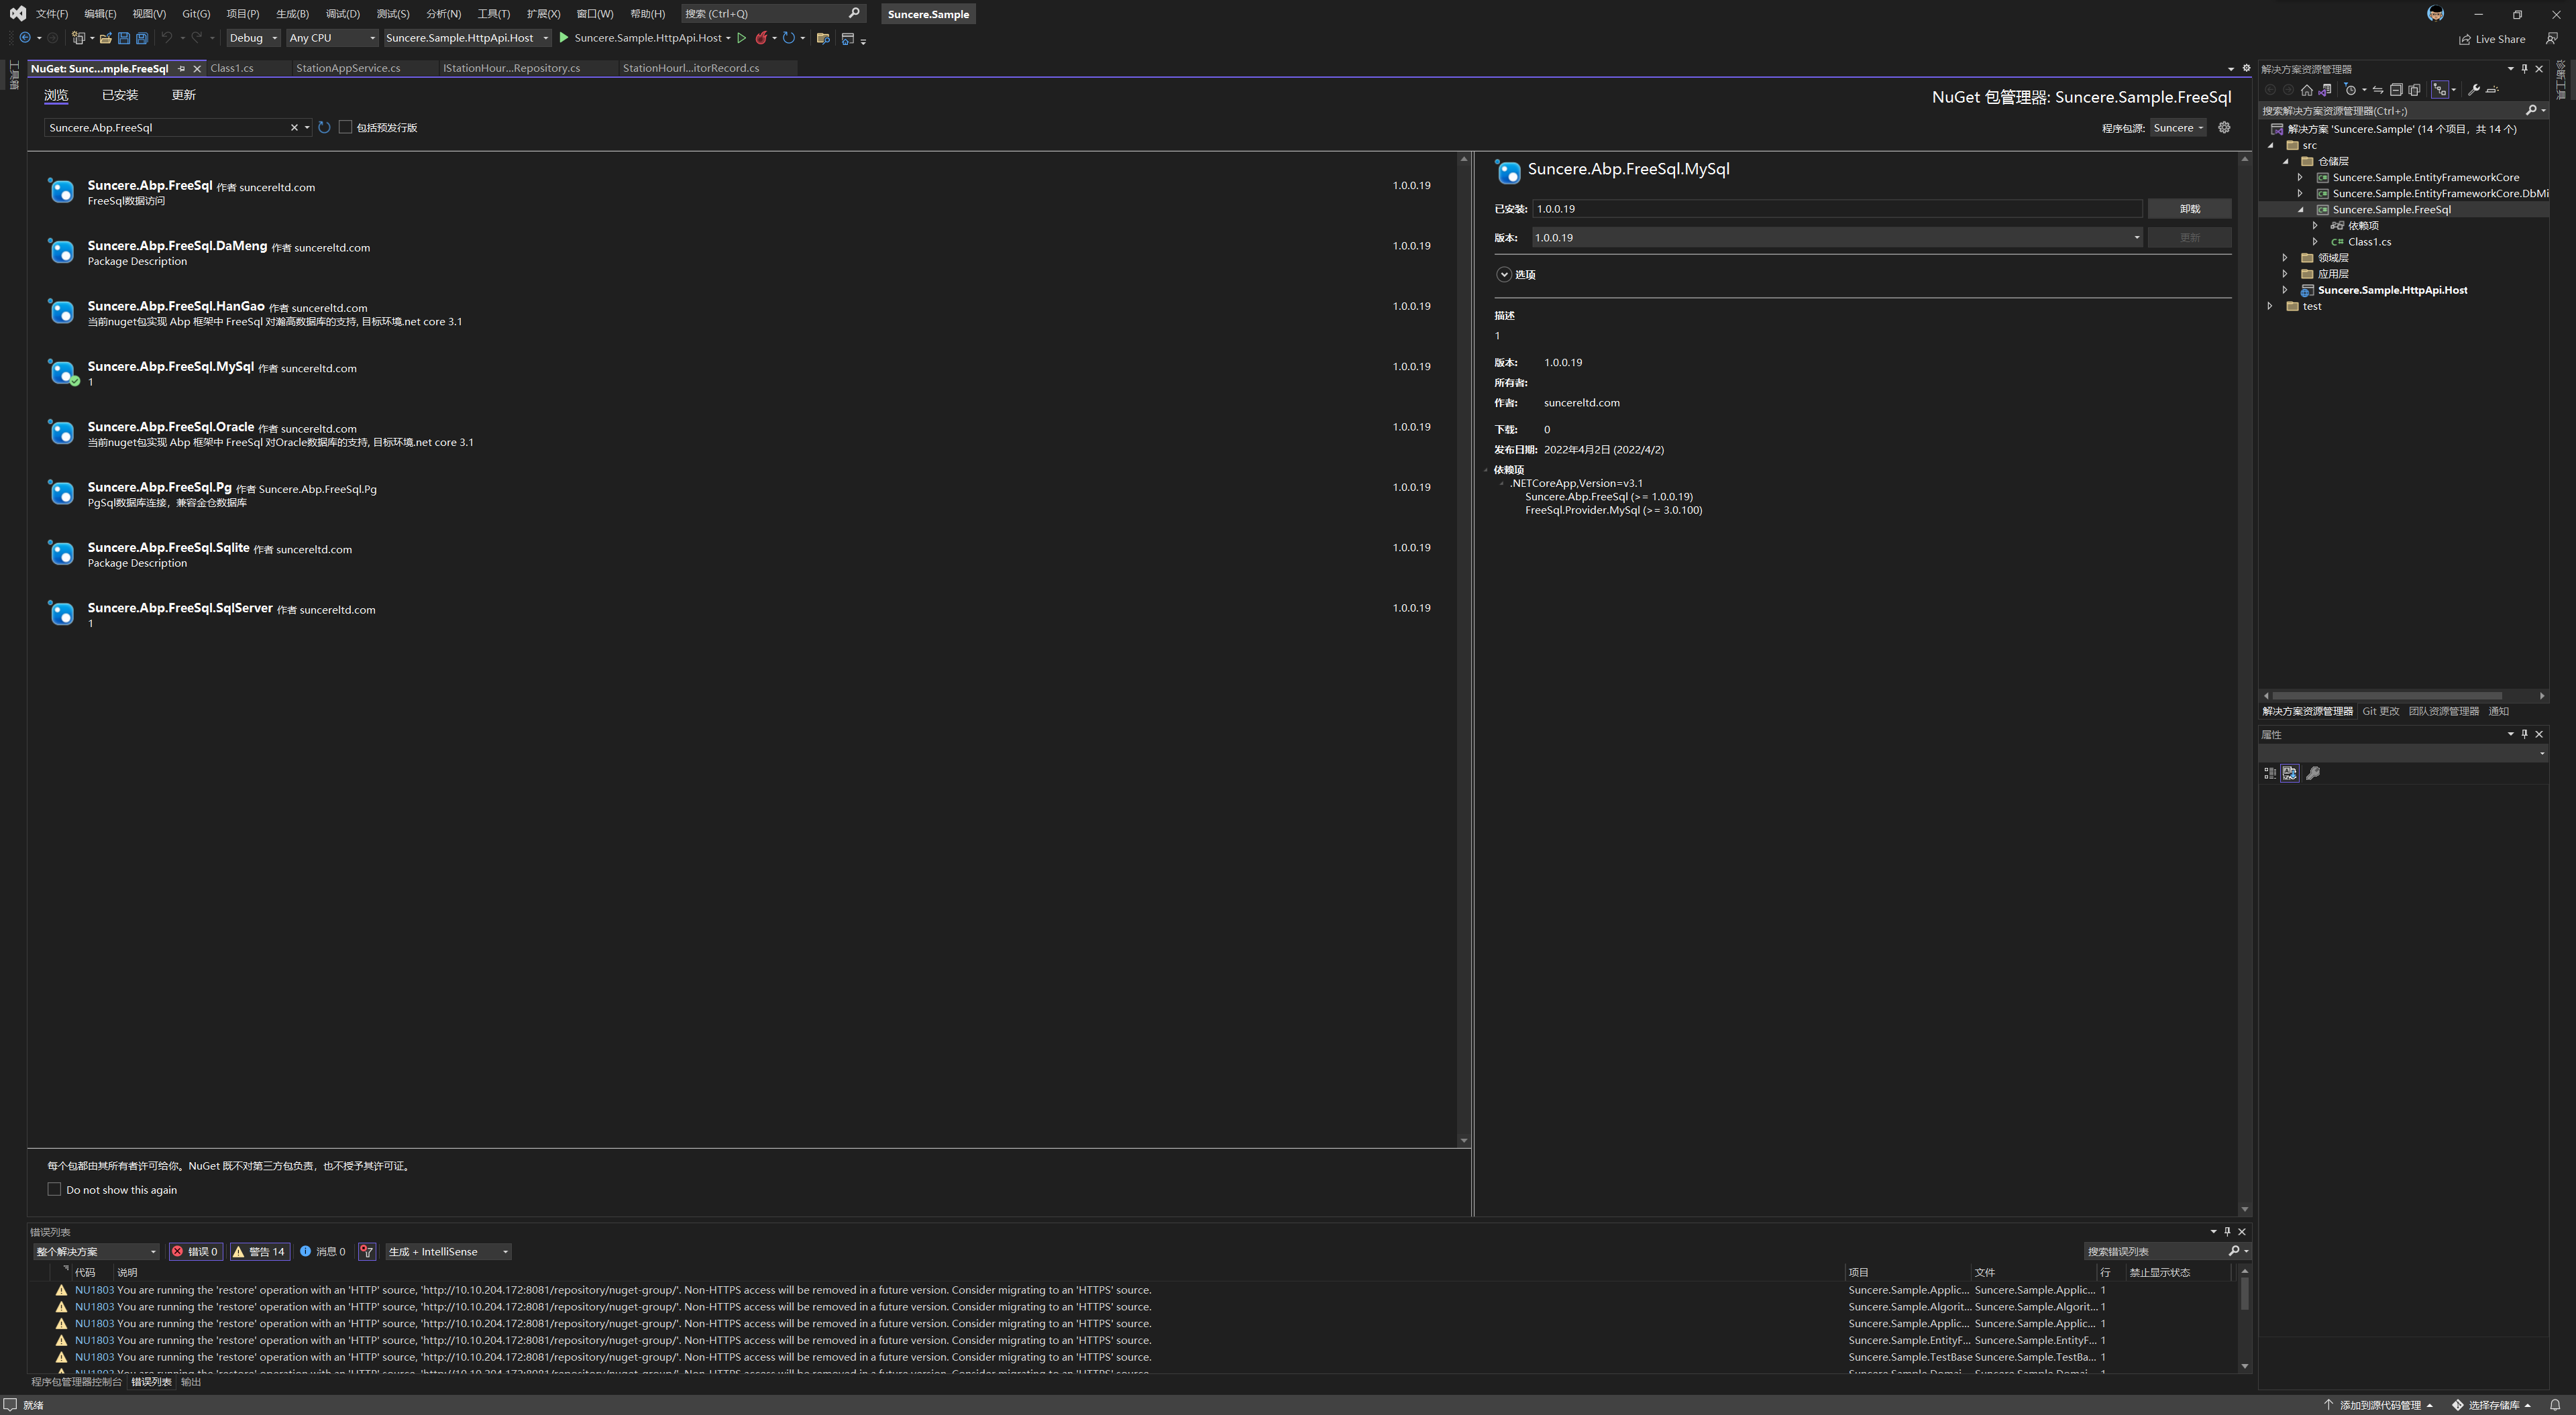 文件(F) 编辑(E) 视图(V) Git(G) 项目(P) 生成(B) 调试(D) 测试(S) 分析(N) 工具(T) 扩展(X) 窗口(W) 帮助(H) 搜索 (Ctrl+Q) Suncere.Sample
Debug Any CPU Suncere.Sample.HttpApi.Host Suncere.Sample.HttpApi.Host Live Share
工具箱
NuGet: Sunc...mple.FreeSql Class1.cs StationAppService.cs IStationHour...Repository.cs StationHourl...itorRecord.cs
浏览 已安装 更新
NuGet 包管理器: Suncere.Sample.FreeSql
Suncere.Abp.FreeSql 包括预发行版
程序包源: Suncere
Suncere.Abp.FreeSql 作者 suncereltd.com 1.0.0.19
FreeSql数据访问
Suncere.Abp.FreeSql.DaMeng 作者 suncereltd.com 1.0.0.19
Package Description
Suncere.Abp.FreeSql.HanGao 作者 suncereltd.com 1.0.0.19
当前nuget包实现 Abp 框架中 FreeSql 对瀚高数据库的支持, 目标环境.net core 3.1
Suncere.Abp.FreeSql.MySql 作者 suncereltd.com 1.0.0.19
1
Suncere.Abp.FreeSql.Oracle 作者 suncereltd.com 1.0.0.19
当前nuget包实现 Abp 框架中 FreeSql 对Oracle数据库的支持, 目标环境.net core 3.1
Suncere.Abp.FreeSql.Pg 作者 Suncere.Abp.FreeSql.Pg 1.0.0.19
PgSql数据库连接，兼容金仓数据库
Suncere.Abp.FreeSql.Sqlite 作者 suncereltd.com 1.0.0.19
Package Description
Suncere.Abp.FreeSql.SqlServer 作者 suncereltd.com 1.0.0.19
1
每个包都由其所有者许可给你。NuGet 既不对第三方包负责，也不授予其许可证。
Do not show this again
Suncere.Abp.FreeSql.MySql
已安装: 1.0.0.19 卸载
版本: 1.0.0.19 更新
选项
描述
1
版本: 1.0.0.19
所有者:
作者: suncereltd.com
下载: 0
发布日期: 2022年4月2日 (2022/4/2)
依赖项
.NETCoreApp,Version=v3.1
Suncere.Abp.FreeSql (>= 1.0.0.19)
FreeSql.Provider.MySql (>= 3.0.100)
解决方案资源管理器
搜索解决方案资源管理器(Ctrl+;)
解决方案 'Suncere.Sample' (14 个项目，共 14 个)
src
仓储层
Suncere.Sample.EntityFrameworkCore
Suncere.Sample.EntityFrameworkCore.DbMi
Suncere.Sample.FreeSql
依赖项
C# Class1.cs
领域层
应用层
Suncere.Sample.HttpApi.Host
test
解决方案资源管理器 Git 更改 团队资源管理器 通知
属性
诊断工具
错误列表
整个解决方案 错误 0 警告 14 消息 0 生成 + IntelliSense 搜索错误列表
代码 说明 项目 文件 行 禁止显示状态
NU1803 You are running the 'restore' operation with an 'HTTP' source, 'http://10.10.204.172:8081/repository/nuget-group/'. Non-HTTPS access will be removed in a future version. Consider migrating to an 'HTTPS' source. Suncere.Sample.Applic... Suncere.Sample.Applic... 1
NU1803 You are running the 'restore' operation with an 'HTTP' source, 'http://10.10.204.172:8081/repository/nuget-group/'. Non-HTTPS access will be removed in a future version. Consider migrating to an 'HTTPS' source. Suncere.Sample.Algorit... Suncere.Sample.Algorit... 1
NU1803 You are running the 'restore' operation with an 'HTTP' source, 'http://10.10.204.172:8081/repository/nuget-group/'. Non-HTTPS access will be removed in a future version. Consider migrating to an 'HTTPS' source. Suncere.Sample.Applic... Suncere.Sample.Applic... 1
NU1803 You are running the 'restore' operation with an 'HTTP' source, 'http://10.10.204.172:8081/repository/nuget-group/'. Non-HTTPS access will be removed in a future version. Consider migrating to an 'HTTPS' source. Suncere.Sample.EntityF... Suncere.Sample.EntityF... 1
NU1803 You are running the 'restore' operation with an 'HTTP' source, 'http://10.10.204.172:8081/repository/nuget-group/'. Non-HTTPS access will be removed in a future version. Consider migrating to an 'HTTPS' source. Suncere.Sample.TestBase Suncere.Sample.TestBa... 1
程序包管理器控制台 错误列表 输出
就绪 添加到源代码管理 选择存储库